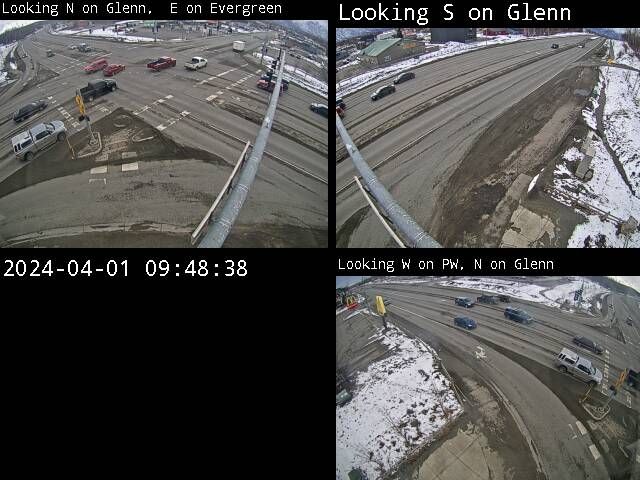 Looking N on Glenn,  E on Evergreen
Looking S on Glenn
2024-04-01 09:48:38
Looking W on PW, N on Glenn